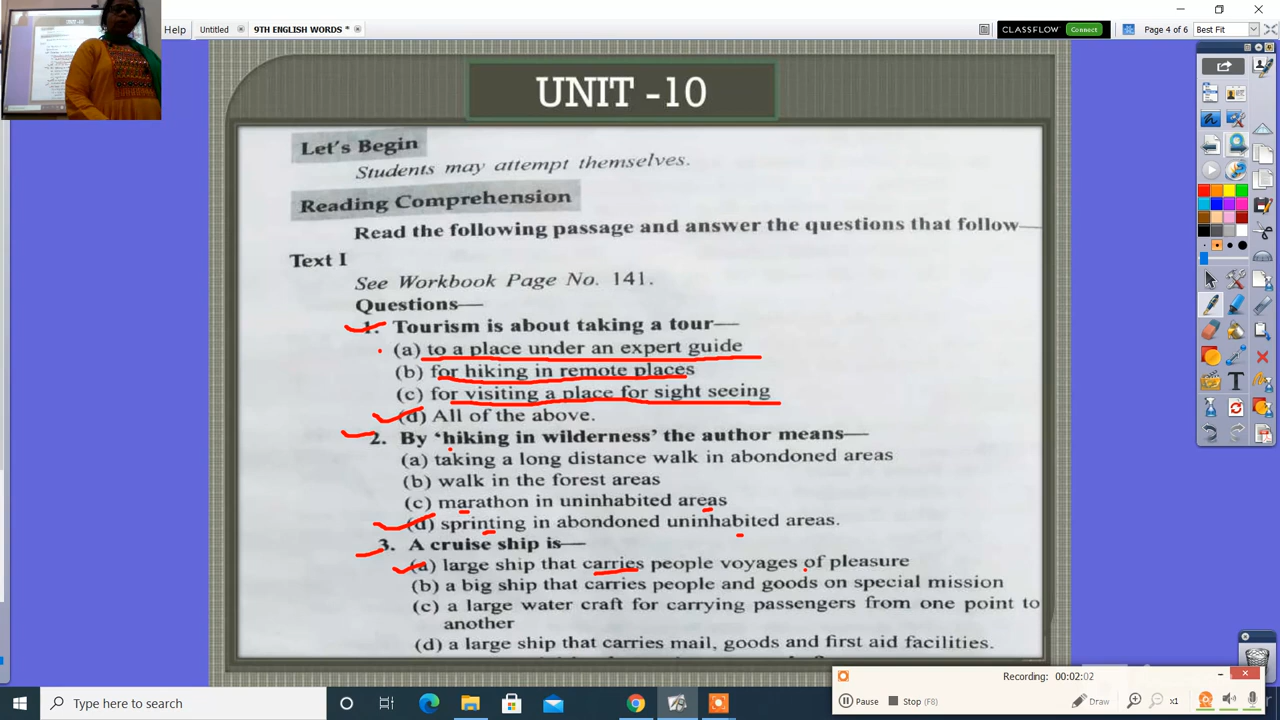 Help
Untitled
9TH ENGLISH WORDS *
CLASSFLOW
Connect
Page 4 of 6
Best Fit
UNIT -10
Let's Begin
Students may attempt themselves.
Reading Comprehension
Read the following passage and answer the questions that follow—
Text I
See Workbook Page No. 141.
Questions—
1. Tourism is about taking a tour—
(a) to a place under an expert guide
(b) for hiking in remote places
(c) for visiting a place for sight seeing
(d) All of the above.
2. By 'hiking in wilderness' the author means—
(a) taking a long distance walk in abondoned areas
(b) walk in the forest areas
(c) marathon in uninhabited areas
(d) sprinting in abondoned uninhabited areas.
3. A cruise ship is—
(a) large ship that carries people voyages of pleasure
(b) a big ship that carries people and goods on special mission
(c) a large water craft for carrying passengers from one point to
another
(d) a large ship that carries mail, goods and first aid facilities.
Recording: 00:02:02
Pause
Stop (F8)
Draw
x1
Type here to search